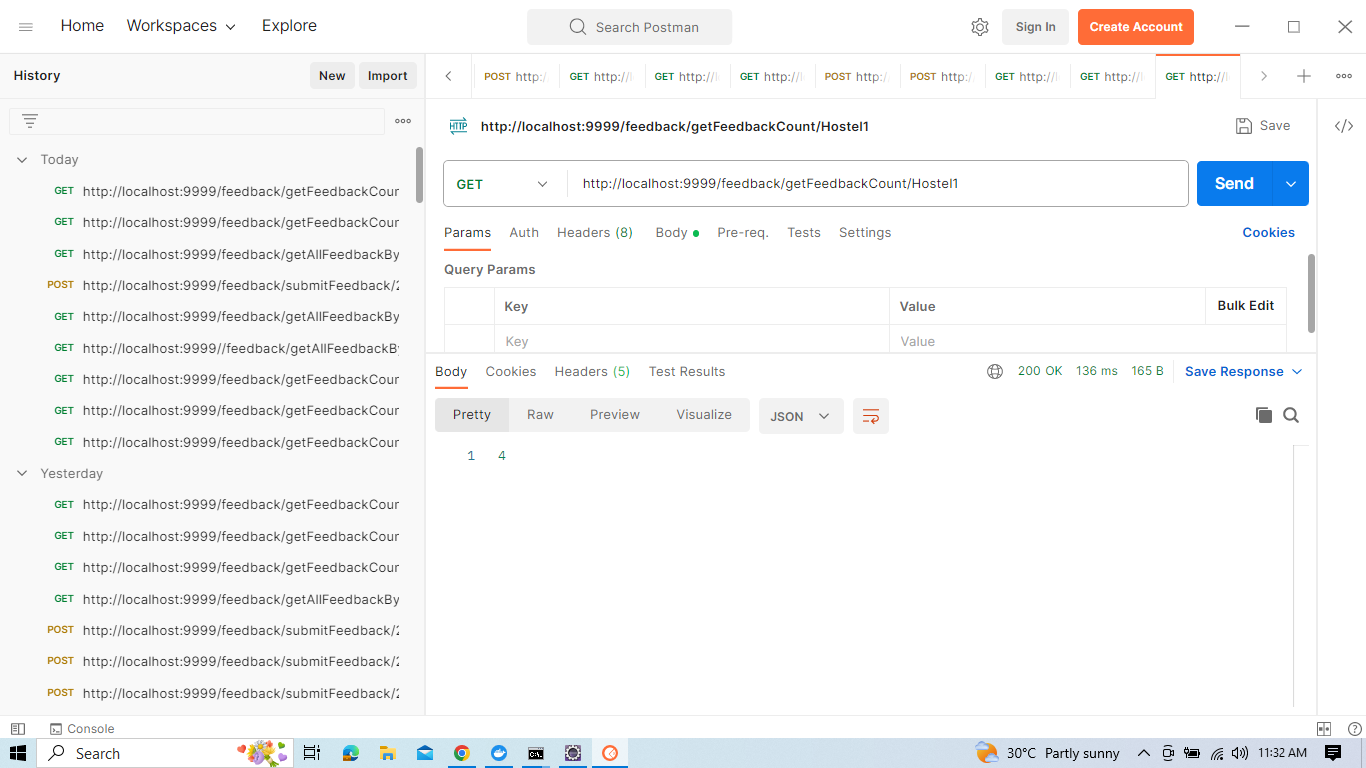 Home Workspaces Explore Search Postman Sign In Create Account
History New Import
POST http:/ GET http://l GET http://l GET http://l POST http:/ POST http:/ GET http://l GET http://l GET http://l
HTTP http://localhost:9999/feedback/getFeedbackCount/Hostel1 Save
GET http://localhost:9999/feedback/getFeedbackCount/Hostel1 Send
Params Auth Headers (8) Body Pre-req. Tests Settings Cookies
Query Params
Key Value Bulk Edit
Key Value
Body Cookies Headers (5) Test Results 200 OK 136 ms 165 B Save Response
Pretty Raw Preview Visualize JSON
1 4
Today
GET http://localhost:9999/feedback/getFeedbackCour
GET http://localhost:9999/feedback/getFeedbackCour
GET http://localhost:9999/feedback/getAllFeedbackBy
POST http://localhost:9999/feedback/submitFeedback/2
GET http://localhost:9999/feedback/getAllFeedbackBy
GET http://localhost:9999//feedback/getAllFeedbackB
GET http://localhost:9999/feedback/getFeedbackCour
GET http://localhost:9999/feedback/getFeedbackCour
GET http://localhost:9999/feedback/getFeedbackCour
Yesterday
GET http://localhost:9999/feedback/getFeedbackCour
GET http://localhost:9999/feedback/getFeedbackCour
GET http://localhost:9999/feedback/getFeedbackCour
GET http://localhost:9999/feedback/getAllFeedbackBy
POST http://localhost:9999/feedback/submitFeedback/2
POST http://localhost:9999/feedback/submitFeedback/2
POST http://localhost:9999/feedback/submitFeedback/2
Console
Search 30°C Partly sunny 11:32 AM